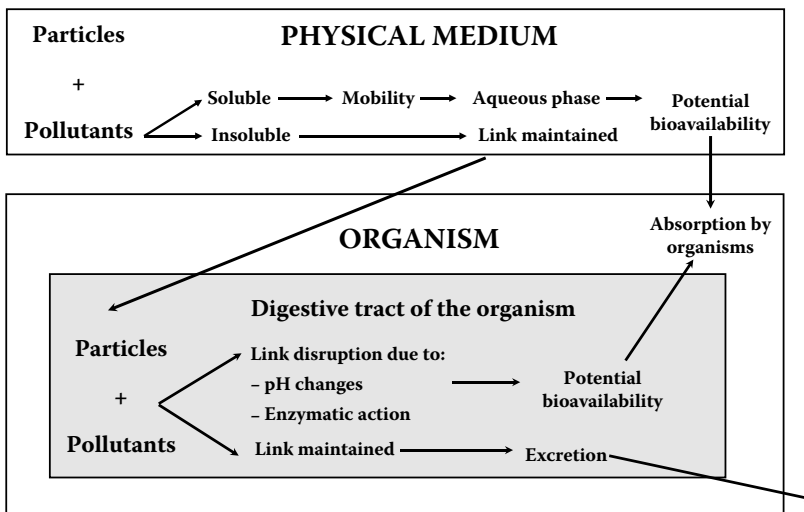 PHYSICAL MEDIUM
Particles
+
Pollutants
Soluble
Mobility
Aqueous phase
Potential
bioavailability
Insoluble
Link maintained
ORGANISM
Absorption by
organisms
Digestive tract of the organism
Particles
+
Pollutants
Link disruption due to:
– pH changes
– Enzymatic action
Potential
bioavailability
Link maintained
Excretion